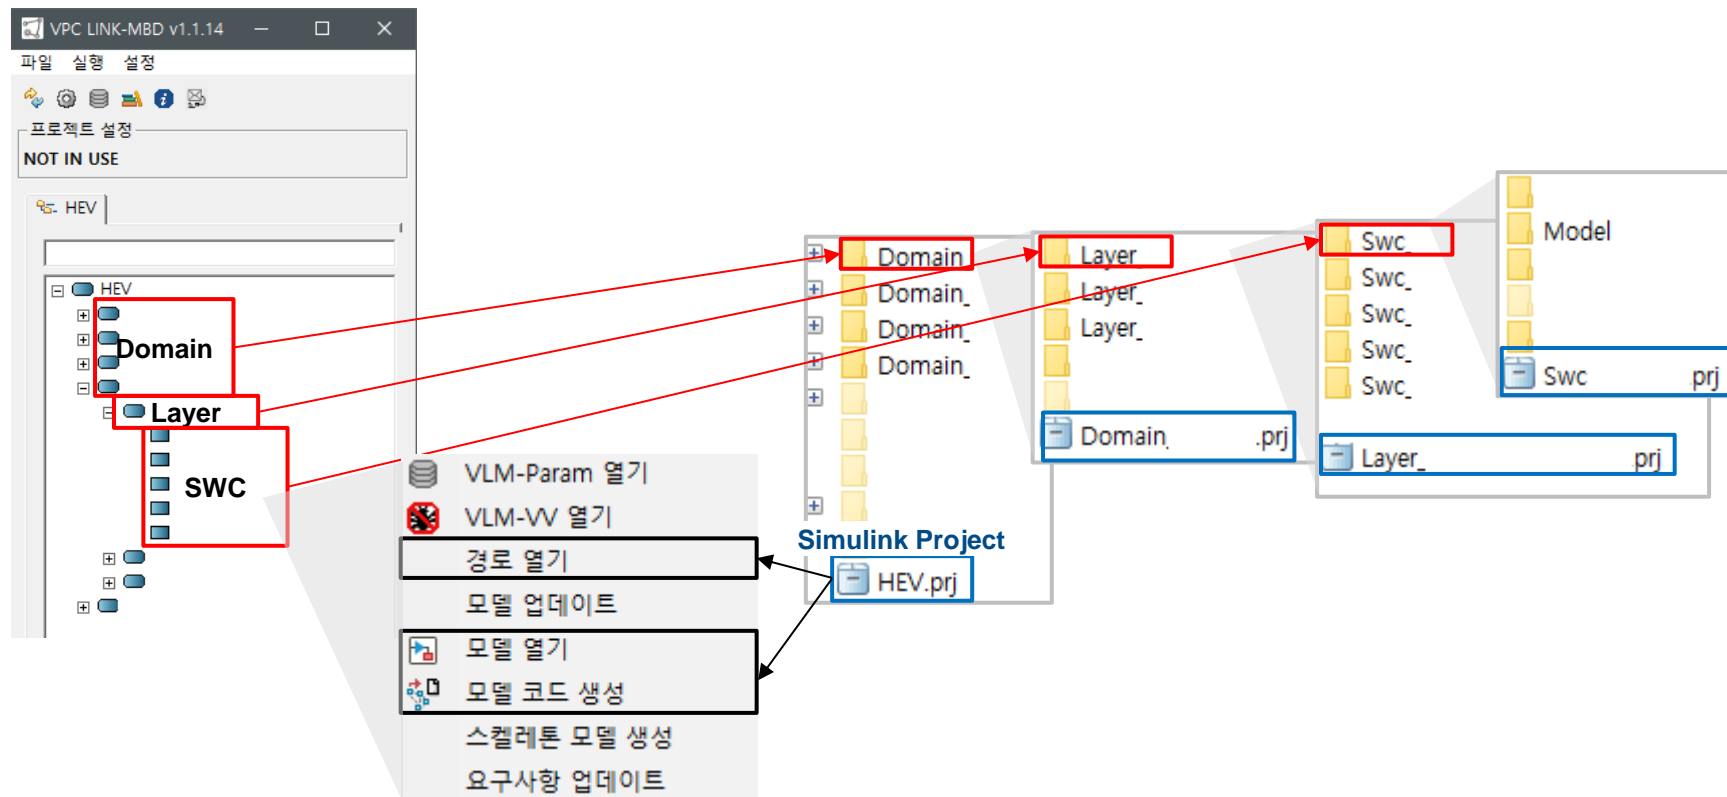 VPC LINK-MBD v1.1.14
파일 실행 설정
프로젝트 설정
NOT IN USE
HEV
HEV
Domain
Layer
SWC
VLM-Param 열기
VLM-VV 열기
경로 열기
모델 업데이트
모델 열기
모델 코드 생성
스켈레톤 모델 생성
요구사항 업데이트
Domain
Domain_
Domain_
Domain_
Simulink Project
HEV.prj
Layer_
Layer_
Layer_
Domain_ .prj
Swc_
Swc_
Swc_
Swc_
Swc_
Layer_ .prj
Model
Swc .prj